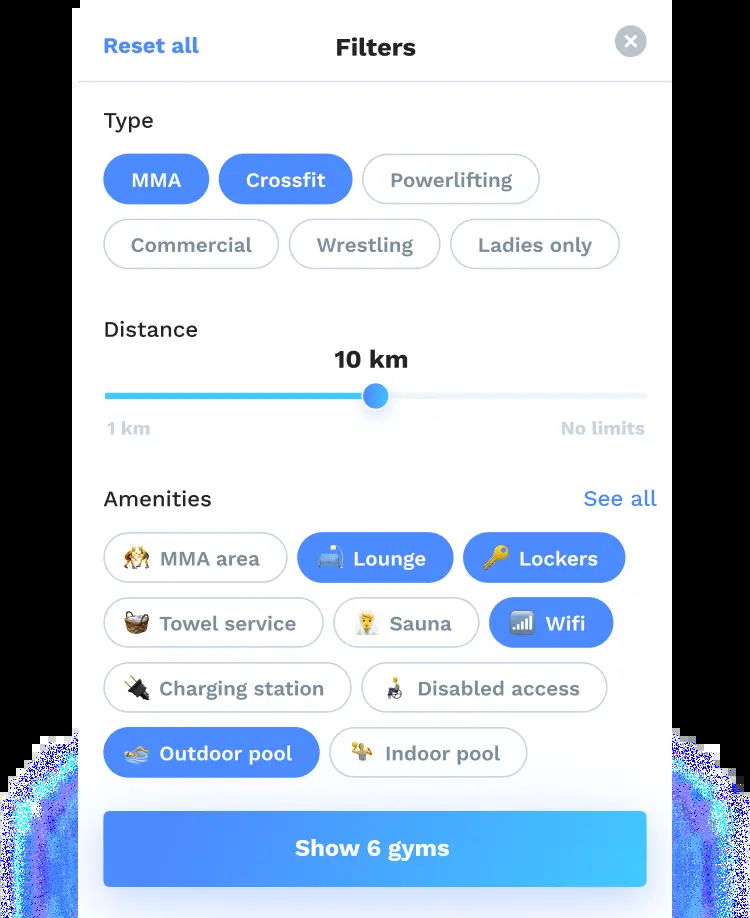 Reset all Filters
Type
MMA Crossfit Powerlifting
Commercial Wrestling Ladies only
Distance
10 km
1 km No limits
Amenities See all
MMA area Lounge Lockers
Towel service Sauna Wifi
Charging station Disabled access
Outdoor pool Indoor pool
Show 6 gyms